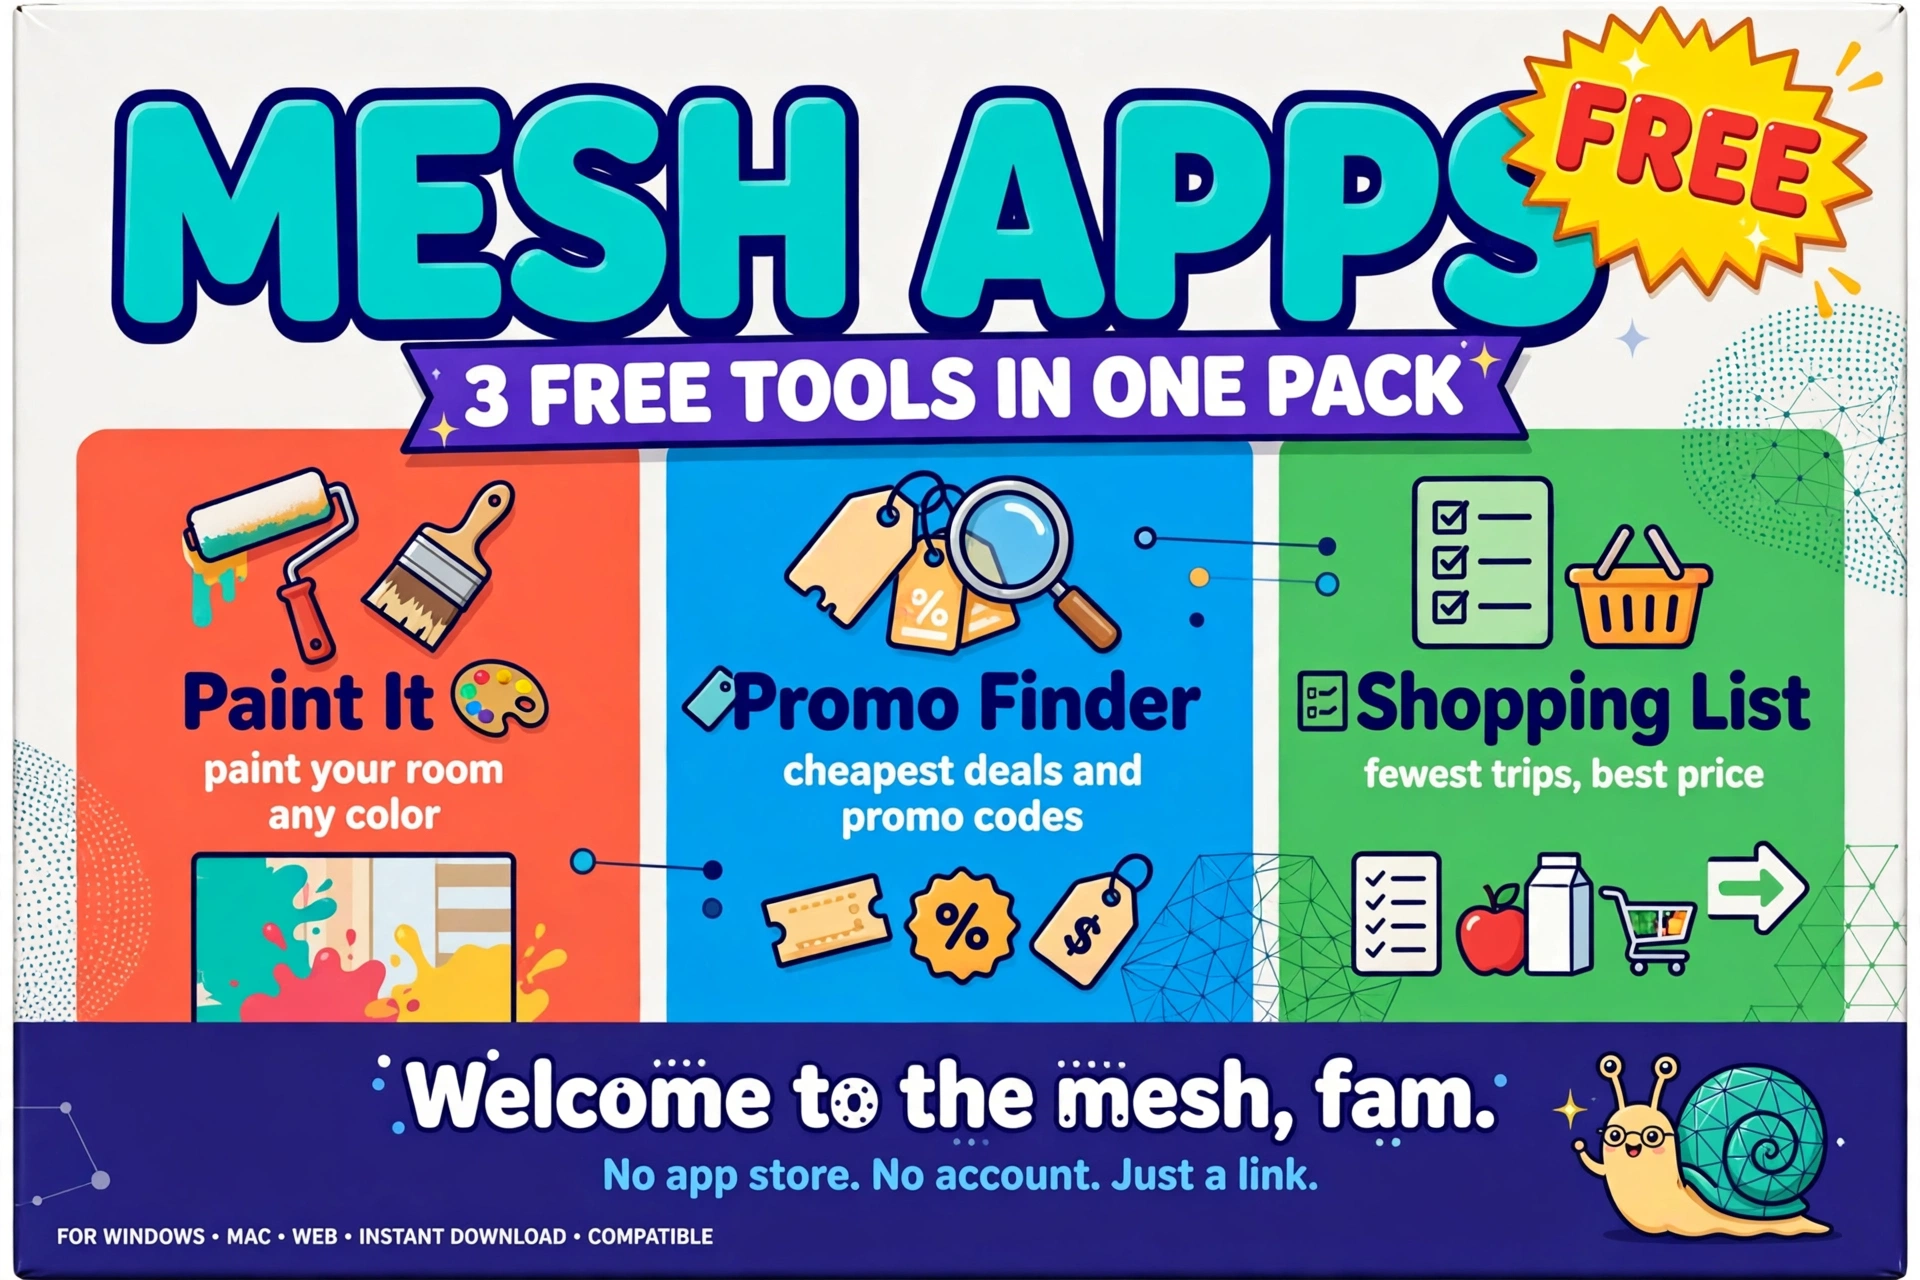 MESH APPS
FREE
3 FREE TOOLS IN ONE PACK
Paint It
paint your room
any color
%
Promo Finder
cheapest deals and
promo codes
%
$
Shopping List
fewest trips, best price
Welcome to the mesh, fam.
No app store. No account. Just a link.
FOR WINDOWS • MAC • WEB • INSTANT DOWNLOAD • COMPATIBLE